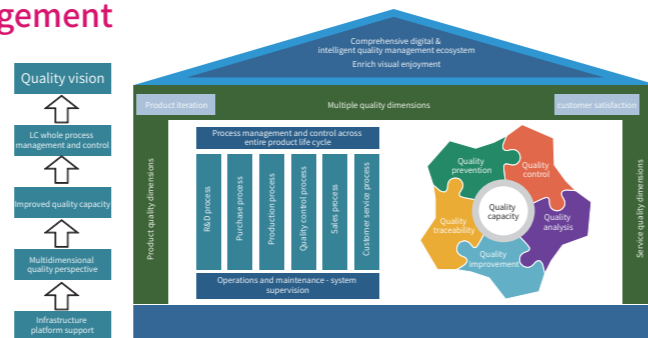 gement
Quality vision
LC whole process
management and control
Improved quality capacity
Multidimensional
quality perspective
Infrastructure
platform support
Comprehensive digital &
intelligent quality management ecosystem
Enrich visual enjoyment
Product iteration
Multiple quality dimensions
customer satisfaction
Product quality dimensions
Process management and control across
entire product life cycle
R&D process
Purchase process
Production process
Quality control process
Sales process
Customer service process
Operations and maintenance - system
supervision
Quality
prevention
Quality
control
Quality
capacity
Quality
traceability
Quality
analysis
Quality
improvement
Service quality dimensions